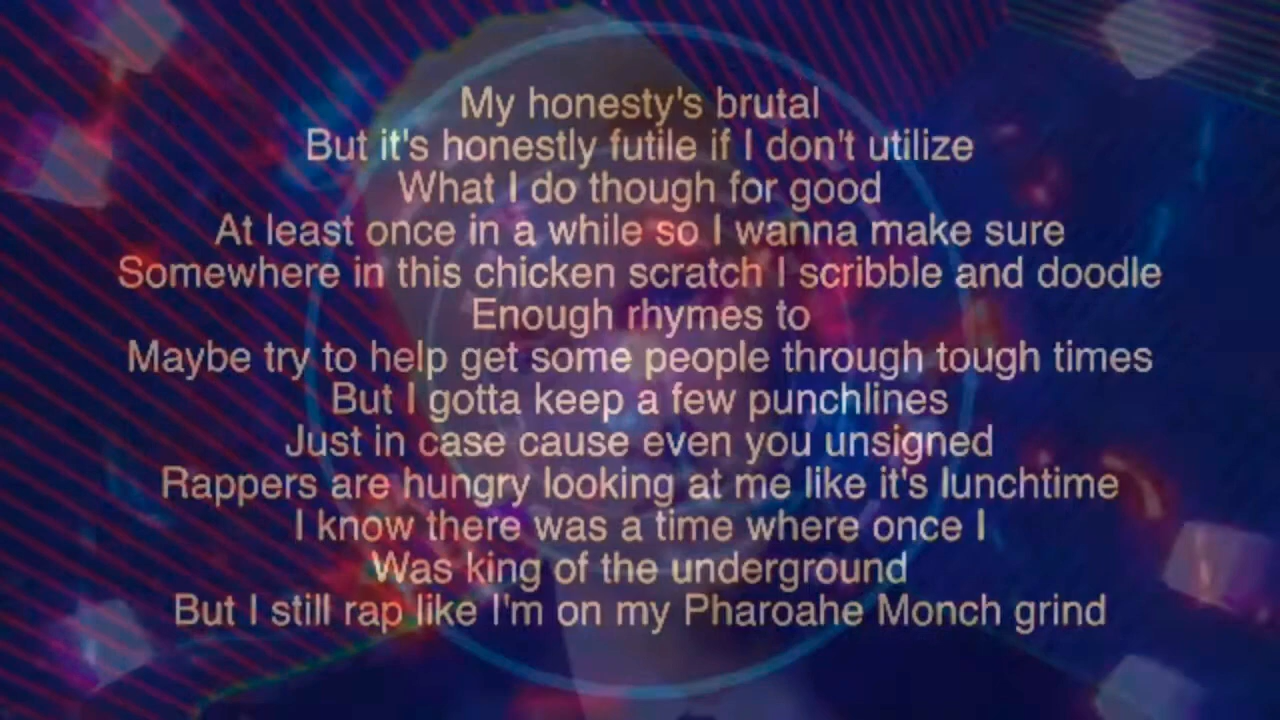 My honesty's brutal
But it's honestly futile if I don't utilize
What I do though for good
At least once in a while so I wanna make sure
Somewhere in this chicken scratch I scribble and doodle
Enough rhymes to
Maybe try to help get some people through tough times
But I gotta keep a few punchlines
Just in case cause even you unsigned
Rappers are hungry looking at me like it's lunchtime
I know there was a time where once I
Was king of the underground
But I still rap like I'm on my Pharoahe Monch grind